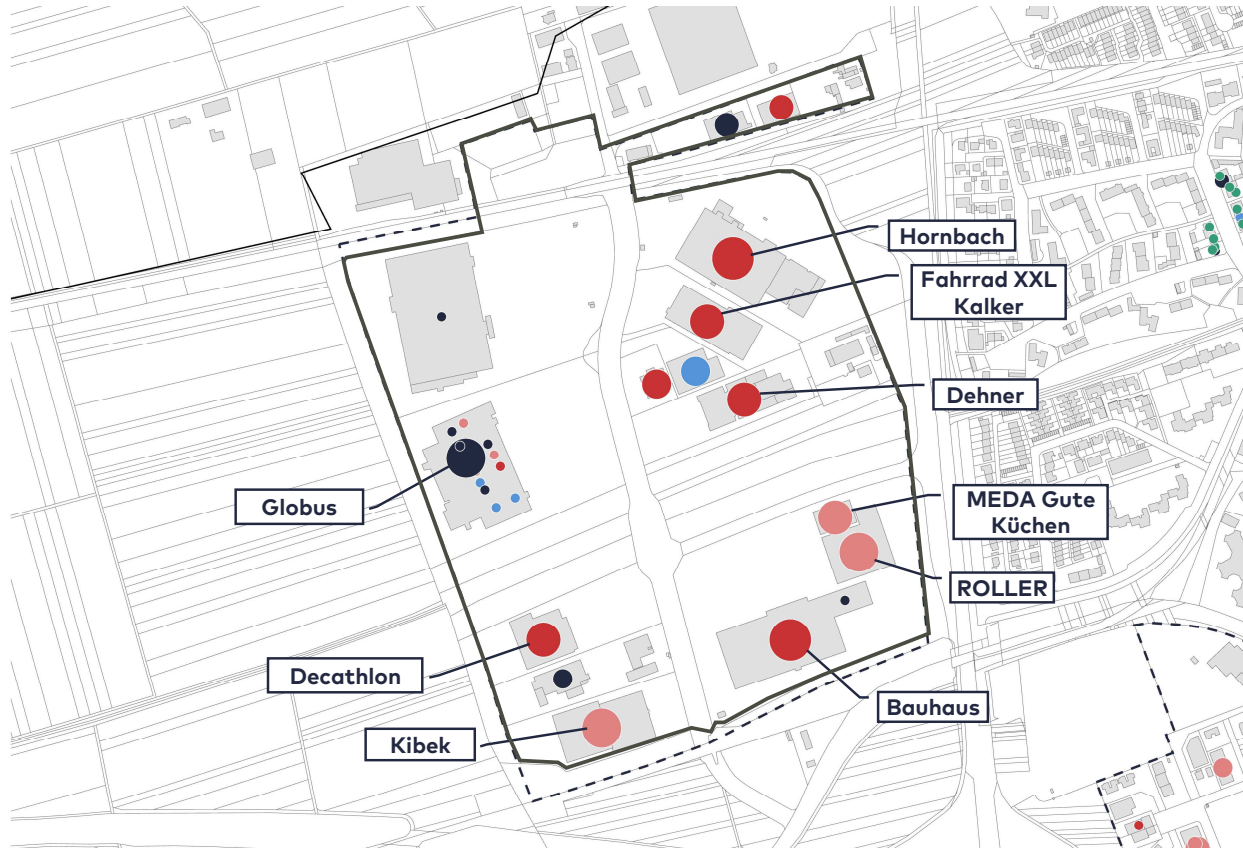 Hornbach
Fahrrad XXL
Kalker
Dehner
MEDA Gute
Küchen
Globus
ROLLER
Decathlon
Bauhaus
Kibek